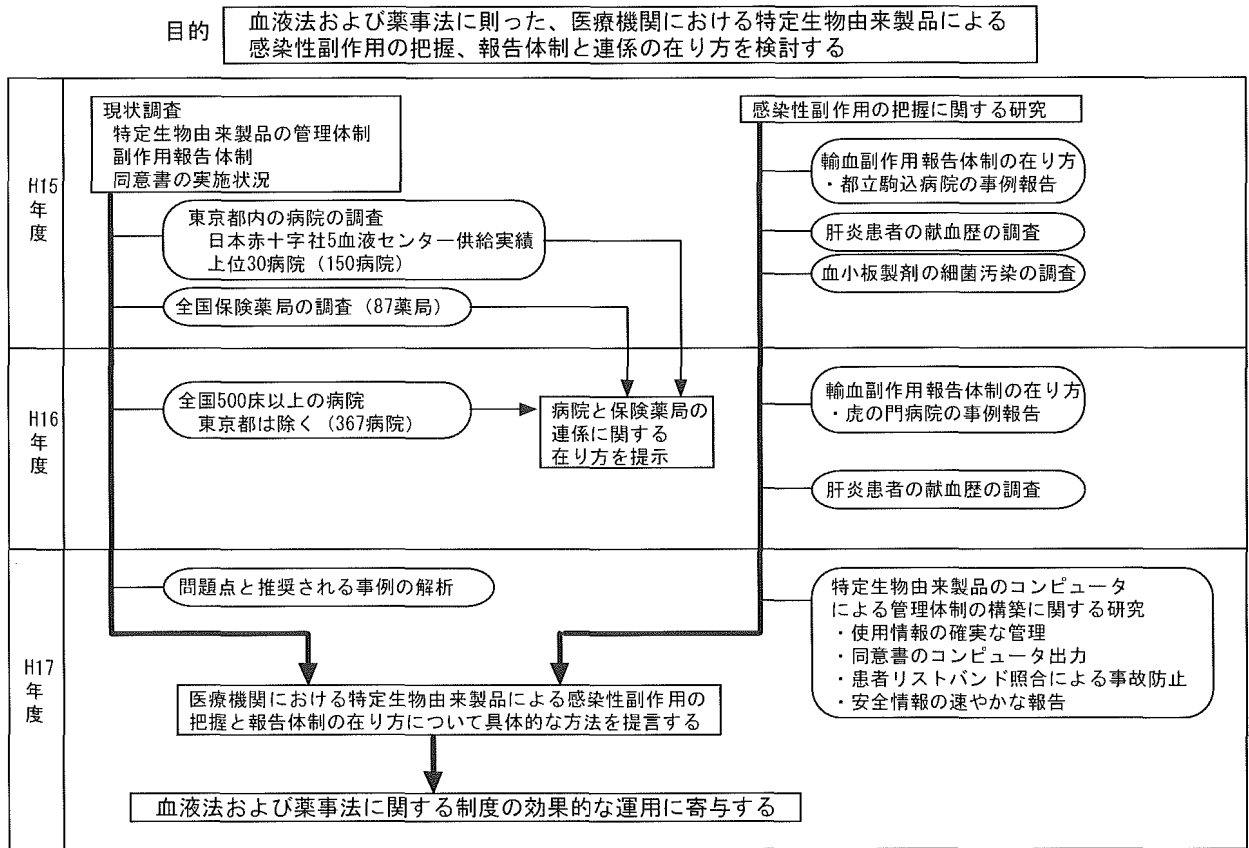 目的
血液法および薬事法に則った、医療機関における特定生物由来製品による
感染性副作用の把握、報告体制と連係の在り方を検討する
H15
年
度
現状調査
特定生物由来製品の管理体制
副作用報告体制
同意書の実施状況
東京都内の病院の調査
日本赤十字社5血液センター供給実績
上位30病院（150病院）
全国保険薬局の調査（87薬局）
感染性副作用の把握に関する研究
輸血副作用報告体制の在り方
・都立駒込病院の事例報告
肝炎患者の献血歴の調査
血小板製剤の細菌汚染の調査
H16
年
度
全国500床以上の病院
東京都は除く（367病院）
病院と保険薬局の
連係に関する
在り方を提示
輸血副作用報告体制の在り方
・虎の門病院の事例報告
肝炎患者の献血歴の調査
H17
年
度
問題点と推奨される事例の解析
特定生物由来製品のコンピュータ
による管理体制の構築に関する研究
・使用情報の確実な管理
・同意書のコンピュータ出力
・患者リストバンド照合による事故防止
・安全情報の速やかな報告
医療機関における特定生物由来製品による感染性副作用の
把握と報告体制の在り方について具体的な方法を提言する
血液法および薬事法に関する制度の効果的な運用に寄与する